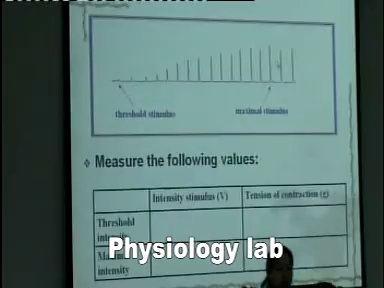 threshold stimulus
maximal stimulus
Measure the following values:
Intensity stimulus (V)
Tension of contraction (g)
Threshold
intensity
intensity
Physiology lab